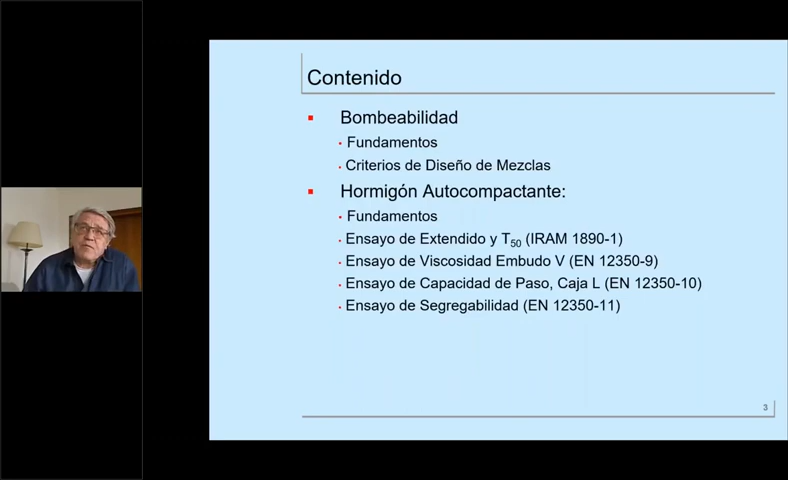 Contenido
Bombeabilidad
Fundamentos
Criterios de Diseño de Mezclas
Hormigón Autocompactante:
Fundamentos
Ensayo de Extendido y T50 (IRAM 1890-1)
Ensayo de Viscosidad Embudo V (EN 12350-9)
Ensayo de Capacidad de Paso, Caja L (EN 12350-10)
Ensayo de Segregabilidad (EN 12350-11)
3